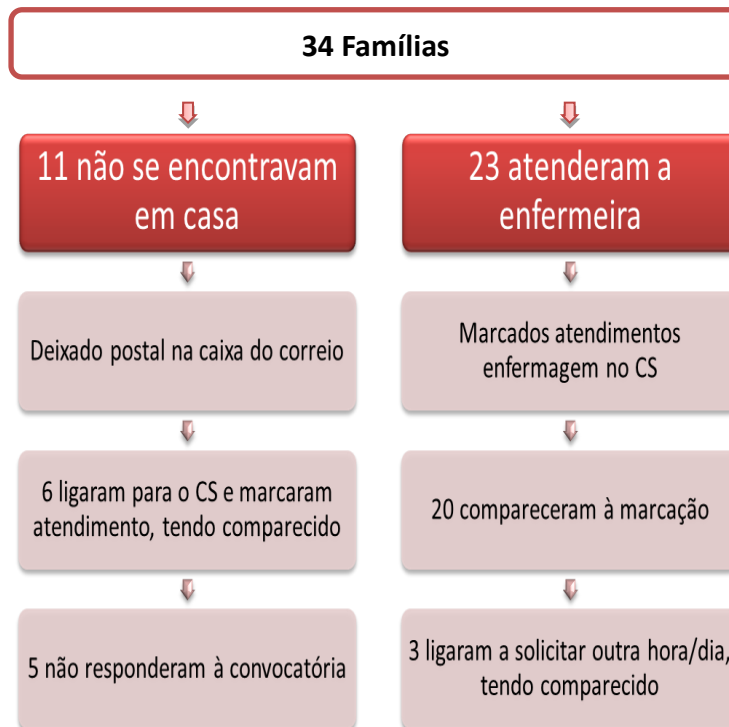 34 Famílias
11 não se encontravam
em casa
Deixado postal na caixa do correio
6 ligaram para o CS e marcaram
atendimento, tendo comparecido
5 não responderam à convocatória
23 atenderam a
enfermeira
Marcados atendimentos
enfermagem no CS
20 compareceram à marcação
3 ligaram a solicitar outra hora/dia,
tendo comparecido